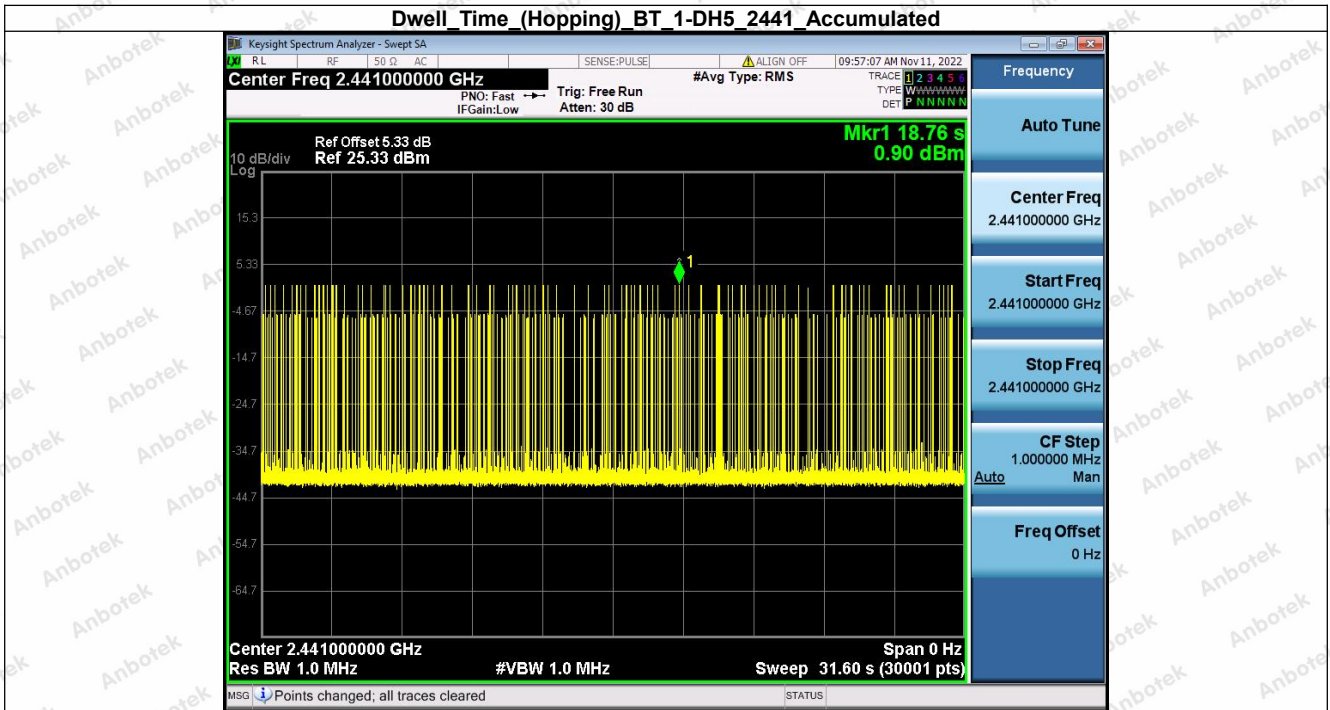 Dwell_Time_(Hopping)_BT_1-DH5_2441_Accumulated
Keysight Spectrum Analyzer - Swept SA
LXI RL RF 50 Ω AC SENSE:PULSE ALIGN OFF 09:57:07 AM Nov 11, 2022
Center Freq 2.441000000 GHz #Avg Type: RMS TRACE 1 2 3 4 5 6
PNO: Fast Trig: Free Run TYPE WWWWWW
IFGain:Low Atten: 30 dB DET P N N N N N
Mkr1 18.76 s
0.90 dBm
Ref Offset 5.33 dB
10 dB/div Ref 25.33 dBm
Log
15.3
5.33
-4.67
-14.7
-24.7
-34.7
-44.7
-54.7
-64.7
1
Center 2.441000000 GHz Span 0 Hz
Res BW 1.0 MHz #VBW 1.0 MHz Sweep 31.60 s (30001 pts)
MSG Points changed; all traces cleared STATUS
Frequency
Auto Tune
Center Freq
2.441000000 GHz
Start Freq
2.441000000 GHz
Stop Freq
2.441000000 GHz
CF Step
1.000000 MHz
Auto Man
Freq Offset
0 Hz
Anbotek